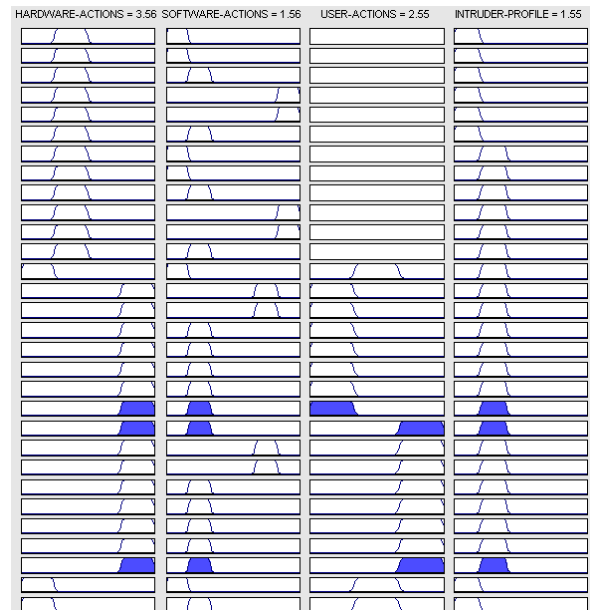 HARDWARE-ACTIONS = 3.56 SOFTWARE-ACTIONS = 1.56 USER-ACTIONS = 2.55 INTRUDER-PROFILE = 1.55